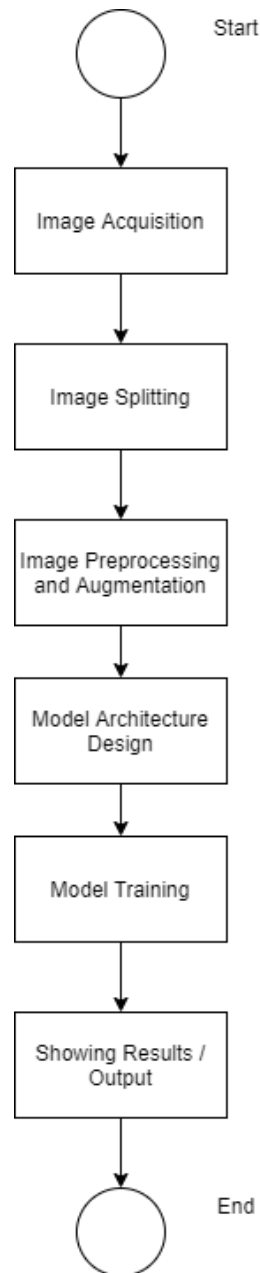 Start
Image Acquisition
Image Splitting
Image Preprocessing
and Augmentation
Model Architecture
Design
Model Training
Showing Results /
Output
End